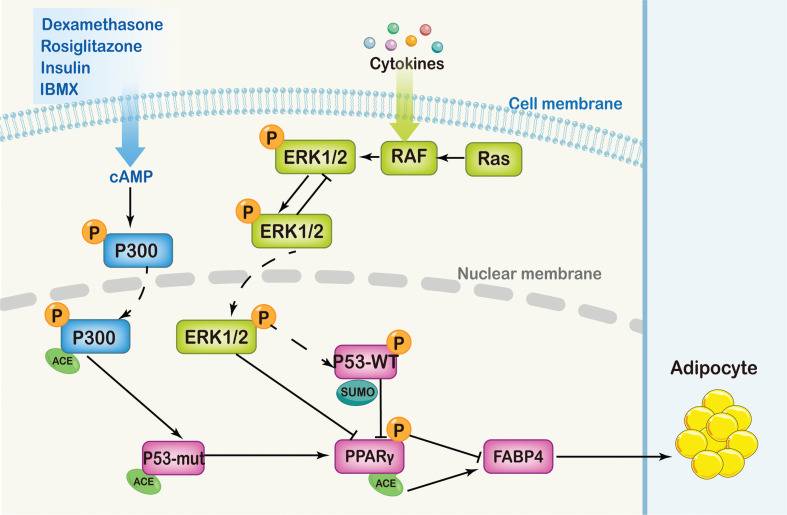 Dexamethasone
Rosiglitazone
Insulin
IBMX
Cytokines
Cell membrane
P
ERK1/2
RAF
Ras
cAMP
P
ERK1/2
P
P300
Nuclear membrane
P
P300
ACE
ERK1/2
P
P
P53-WT
SUMO
Adipocyte
P
P53-mut
ACE
PPARγ
ACE
FABP4